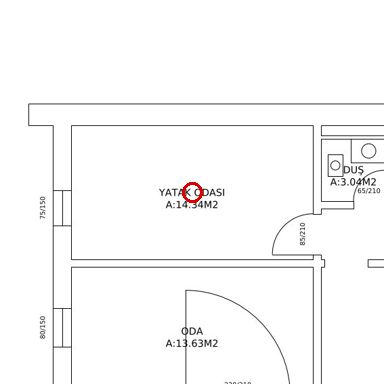 YATAK ODASI
A:14.34M2
DUŞ
A:3.04M2
65/210
75/150
85/210
80/150
ODA
A:13.63M2